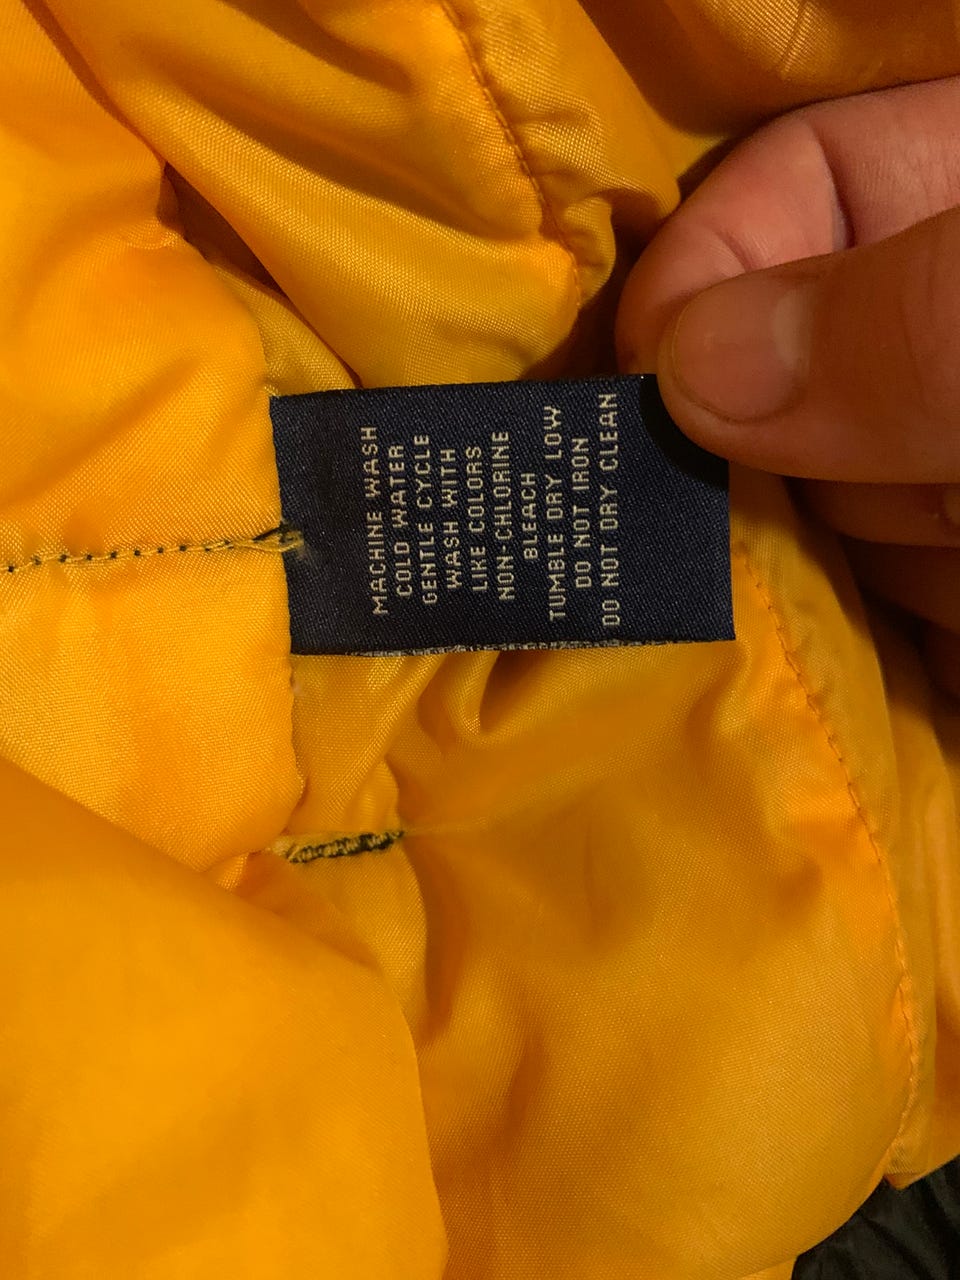 MACHINE WASH
COLD WATER
GENTLE CYCLE
WASH WITH
LIKE COLORS
NON-CHLORINE
BLEACH
TUMBLE DRY LOW
DO NOT IRON
DO NOT DRY CLEAN